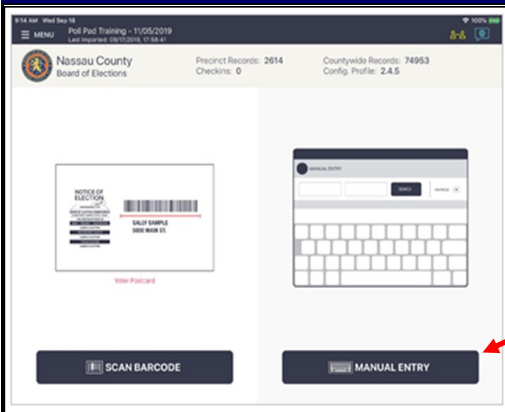 9:14 AM Wed Sep 18
100%
MENU
Poll Pad Training - 11/05/2019
Last Imported: 09/17/2019, 17:58:41
Nassau County
Board of Elections
Precinct Records: 2614
Checkins: 0
Countywide Records: 74953
Config. Profile: 2.4.5
NOTICE OF
ELECTION
SALLY SAMPLE
5000 MAIN ST.
Voter Postcard
MANUAL ENTRY
SEARCH
ADVANCED
SCAN BARCODE
MANUAL ENTRY